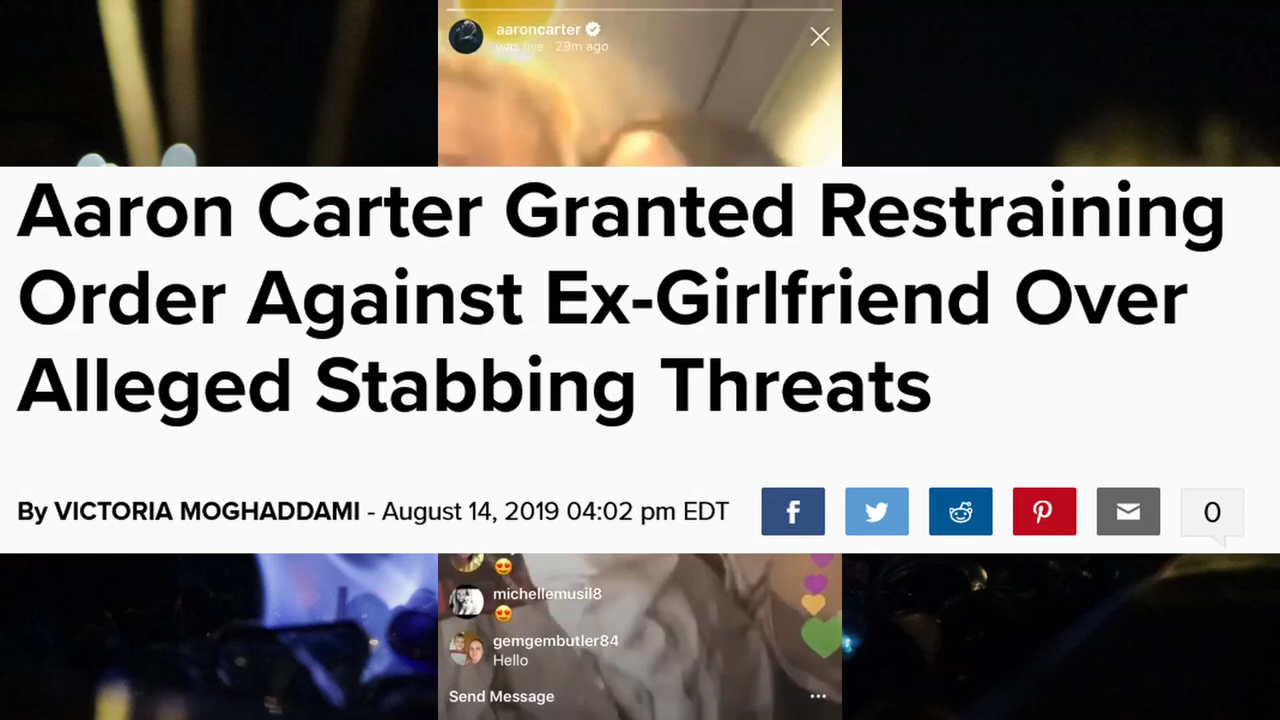 aaroncarter
was live · 29m ago
Aaron Carter Granted Restraining
Order Against Ex-Girlfriend Over
Alleged Stabbing Threats
By VICTORIA MOGHADDAMI - August 14, 2019 04:02 pm EDT
0
michellemusil8
gemgembutler84
Hello
Send Message